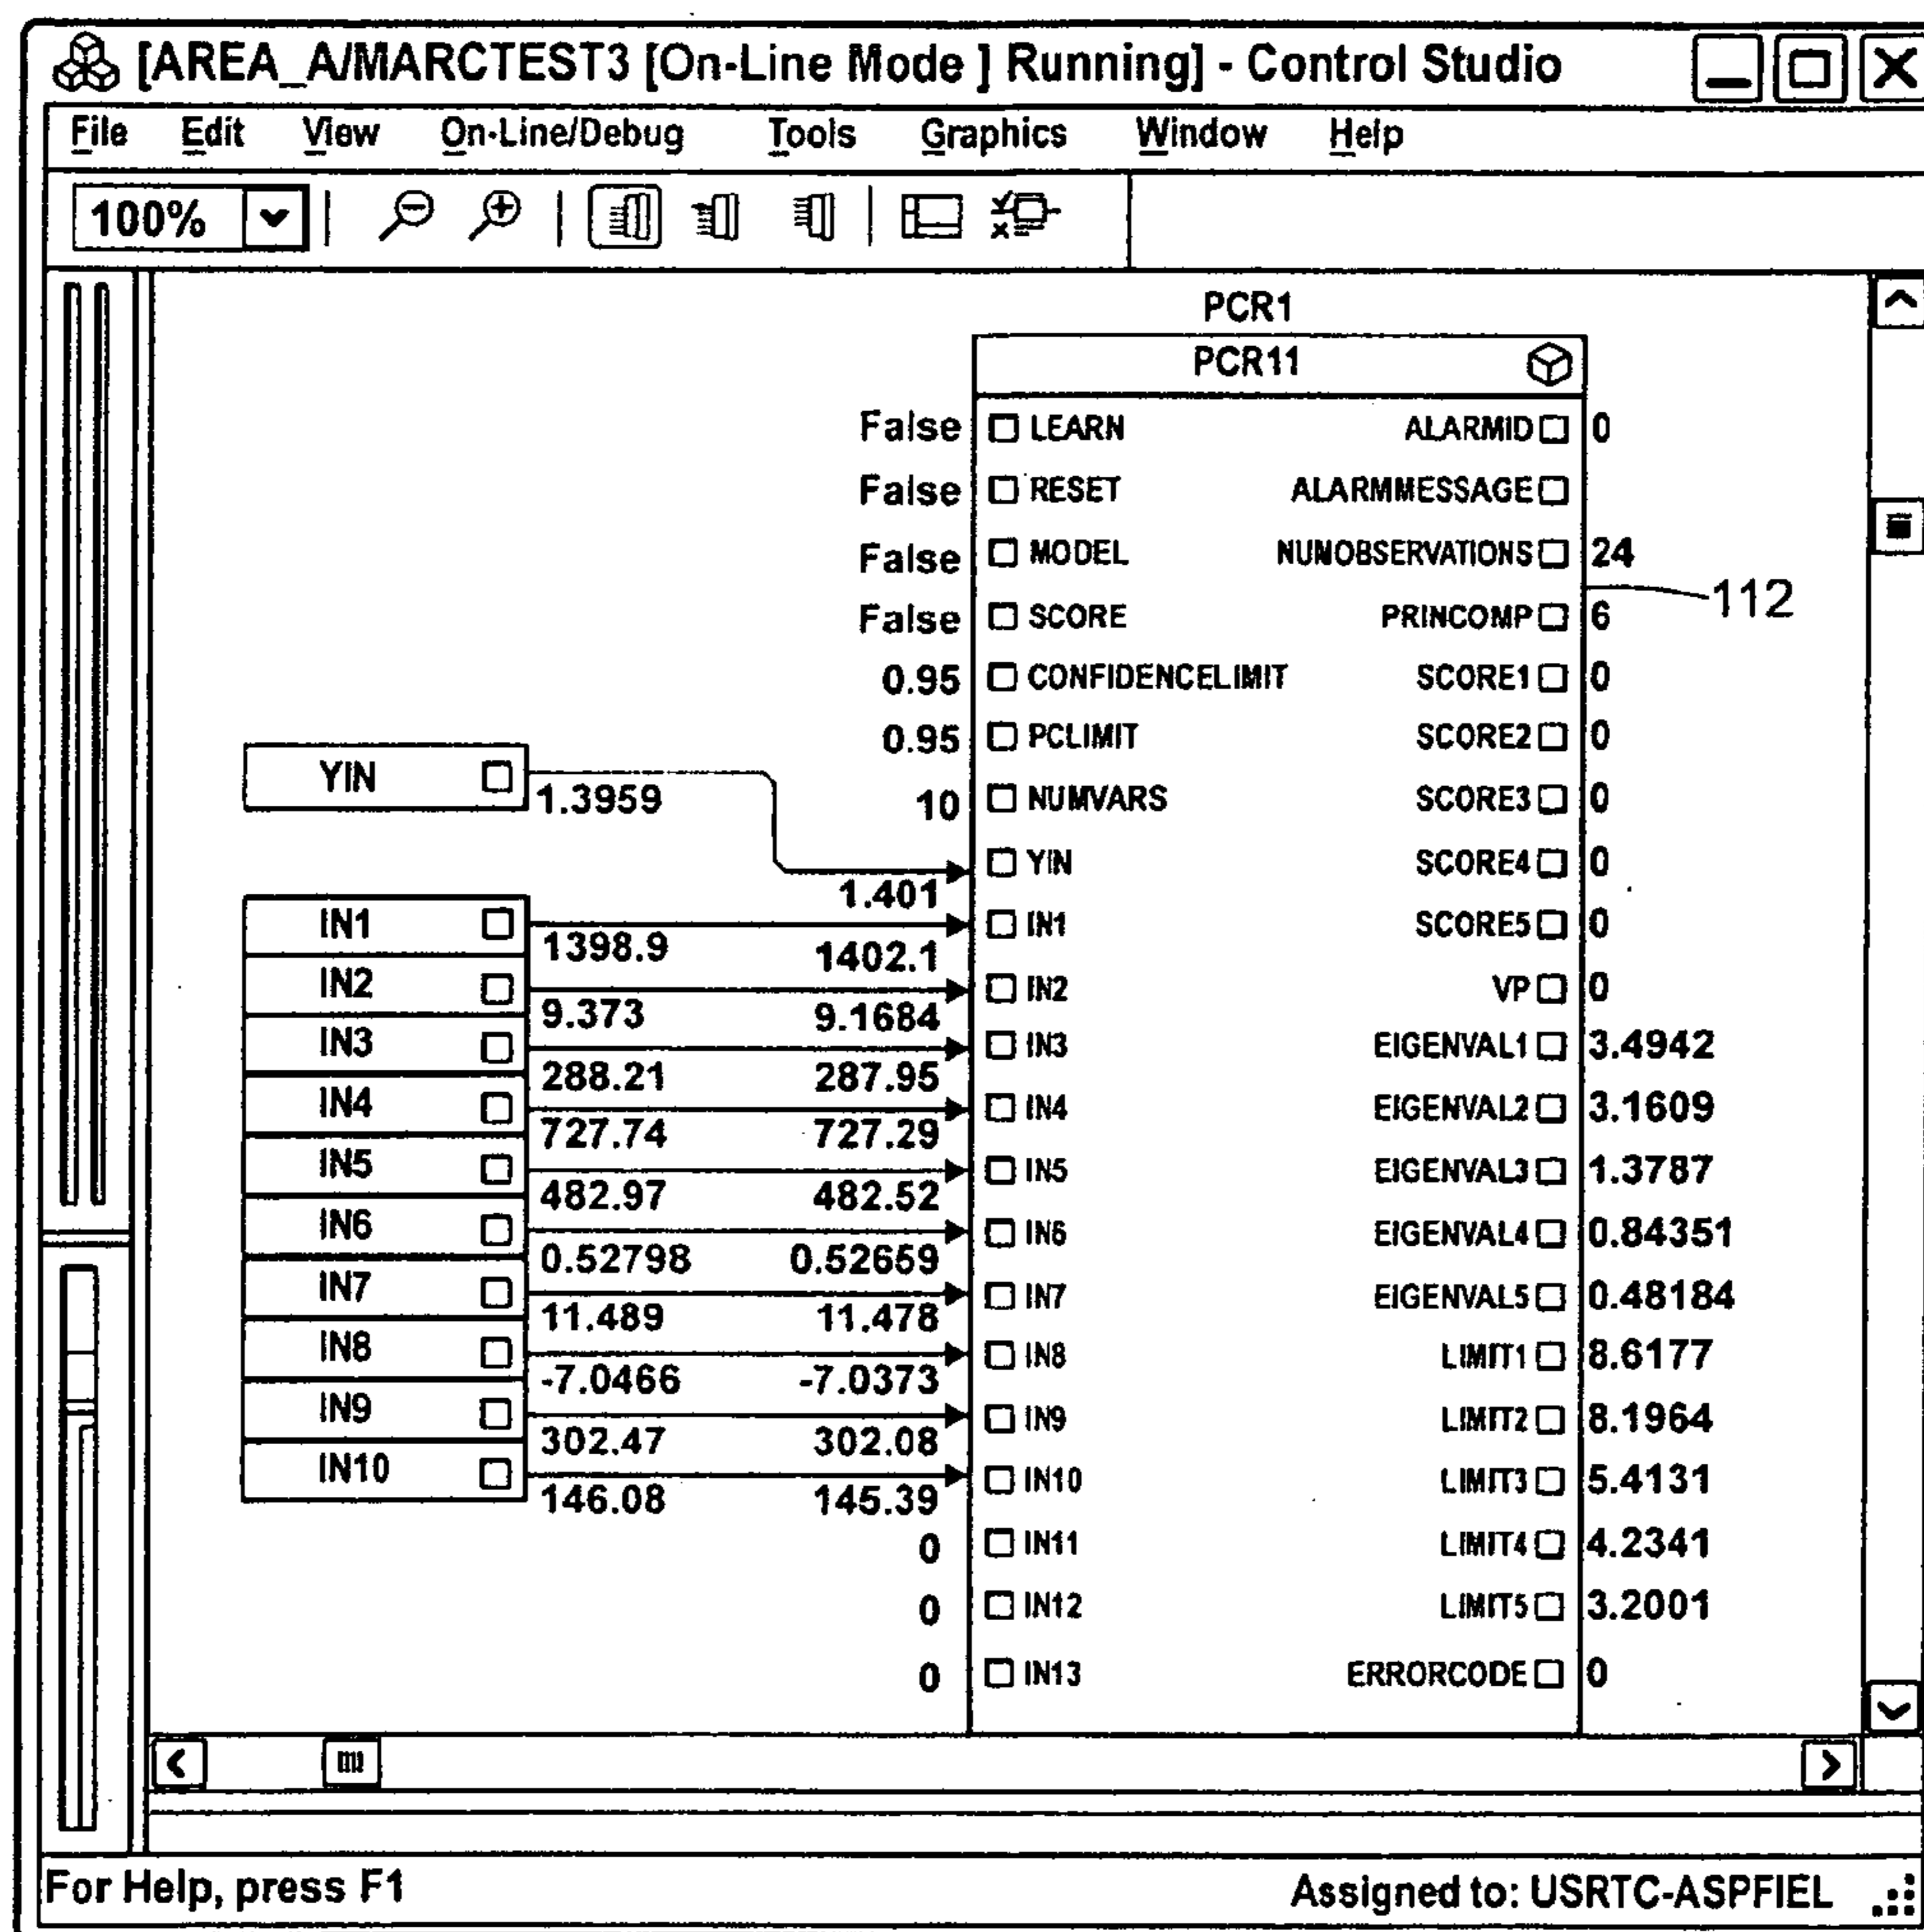 [AREA_A/MARCTEST3 [On-Line Mode ] Running] - Control Studio
File Edit View On-Line/Debug Tools Graphics Window Help
100%
PCR1
PCR11
False LEARN ALARMID 0
False RESET ALARMMESSAGE
False MODEL NUMOBSERVATIONS 24
112
False SCORE PRINCOMP 6
0.95 CONFIDENCELIMIT SCORE1 0
0.95 PCLIMIT SCORE2 0
YIN 1.3959 10 NUMVARS SCORE3 0
1.401 YIN SCORE4 0
IN1 1398.9 1402.1 IN1 SCORE5 0
IN2 9.373 9.1684 IN2 VP 0
IN3 288.21 287.95 IN3 EIGENVAL1 3.4942
IN4 727.74 727.29 IN4 EIGENVAL2 3.1609
IN5 482.97 482.52 IN5 EIGENVAL3 1.3787
IN6 0.52798 0.52659 IN6 EIGENVAL4 0.84351
IN7 11.489 11.478 IN7 EIGENVAL5 0.48184
IN8 -7.0466 -7.0373 IN8 LIMIT1 8.6177
IN9 302.47 302.08 IN9 LIMIT2 8.1964
IN10 146.08 145.39 IN10 LIMIT3 5.4131
0 IN11 LIMIT4 4.2341
0 IN12 LIMIT5 3.2001
0 IN13 ERRORCODE 0
For Help, press F1 Assigned to: USRTC-ASPFIEL